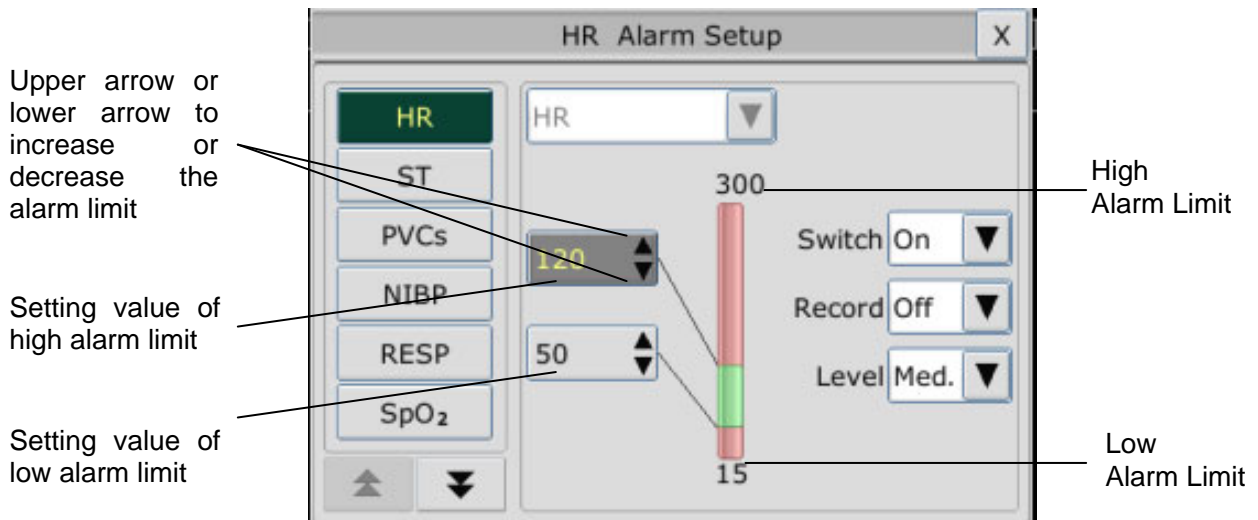 HR Alarm Setup
X
Upper arrow or
lower arrow to
increase or
decrease the
alarm limit
Setting value of
high alarm limit
Setting value of
low alarm limit
HR
ST
PVCs
NIBP
RESP
SpO₂
HR
300
120
50
15
Switch On
Record Off
Level Med.
High
Alarm Limit
Low
Alarm Limit